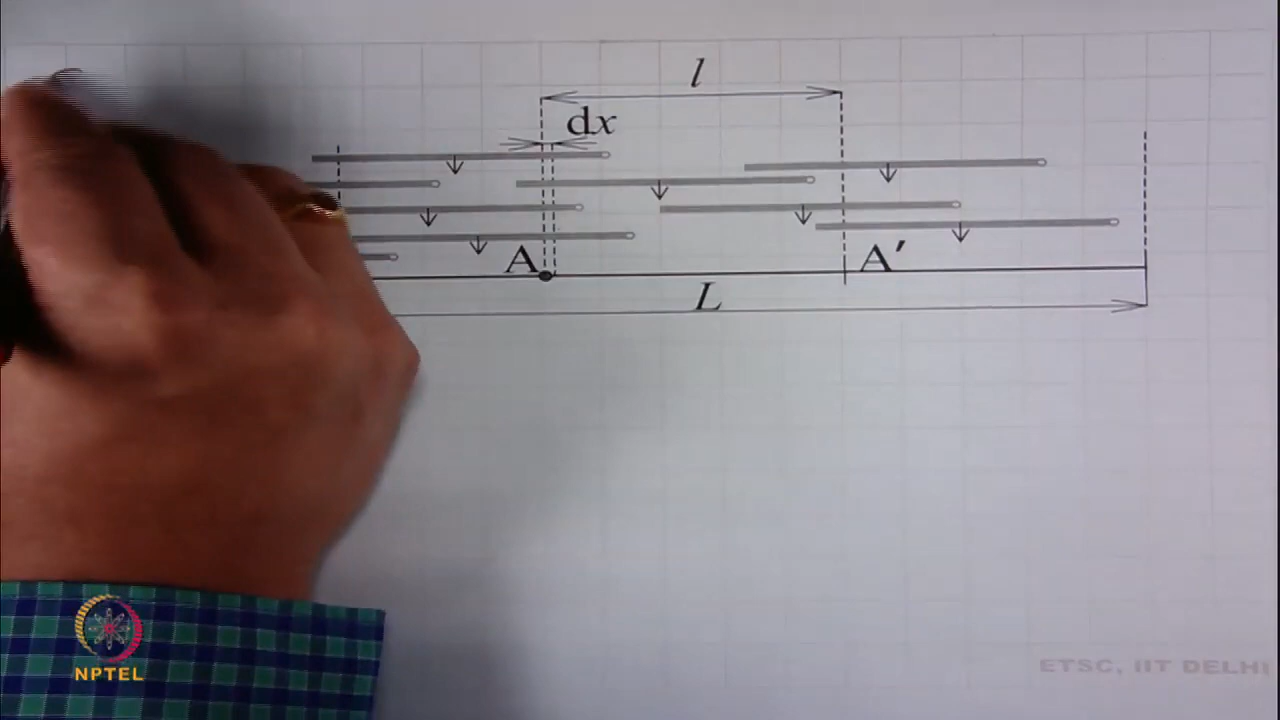 l
dx
A
A′
L
NPTEL
ETSC, IIT DELHI